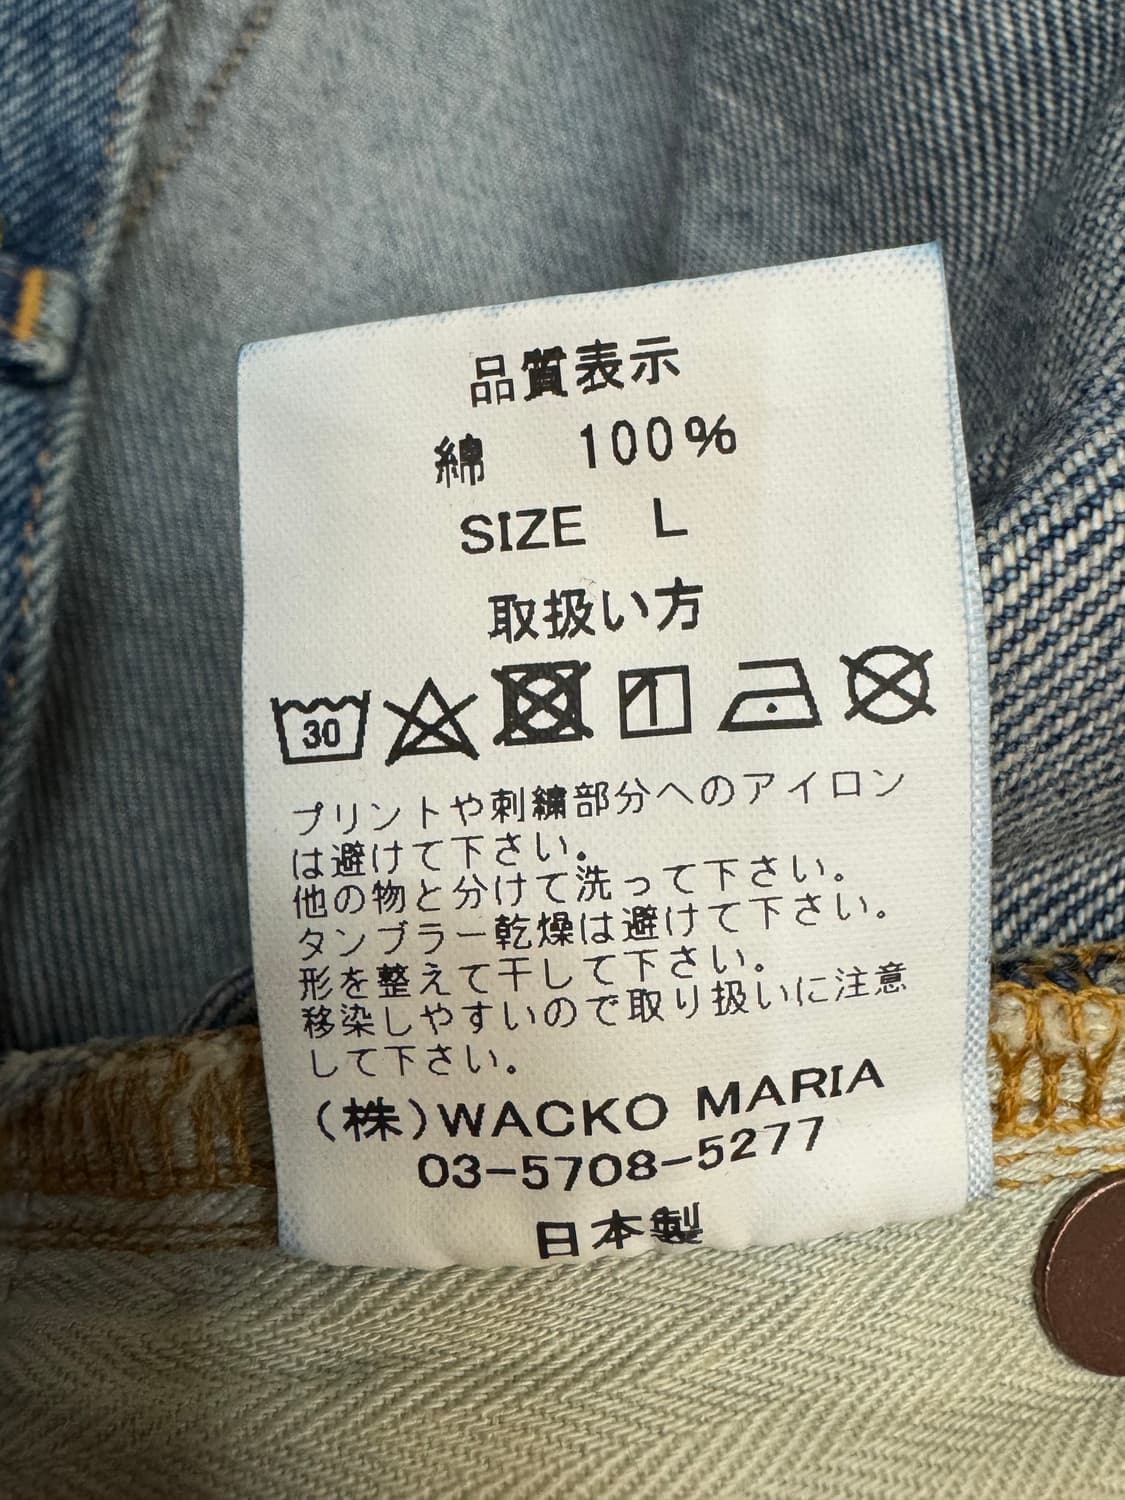 品質表示
綿 100%
SIZE L
取扱い方
30
プリントや刺繍部分へのアイロン
は避けて下さい。
他の物と分けて洗って下さい。
タンブラー乾燥は避けて下さい。
形を整えて干して下さい。
移染しやすいので取り扱いに注意
して下さい。
(株)WACKO MARIA
03-5708-5277
日本製